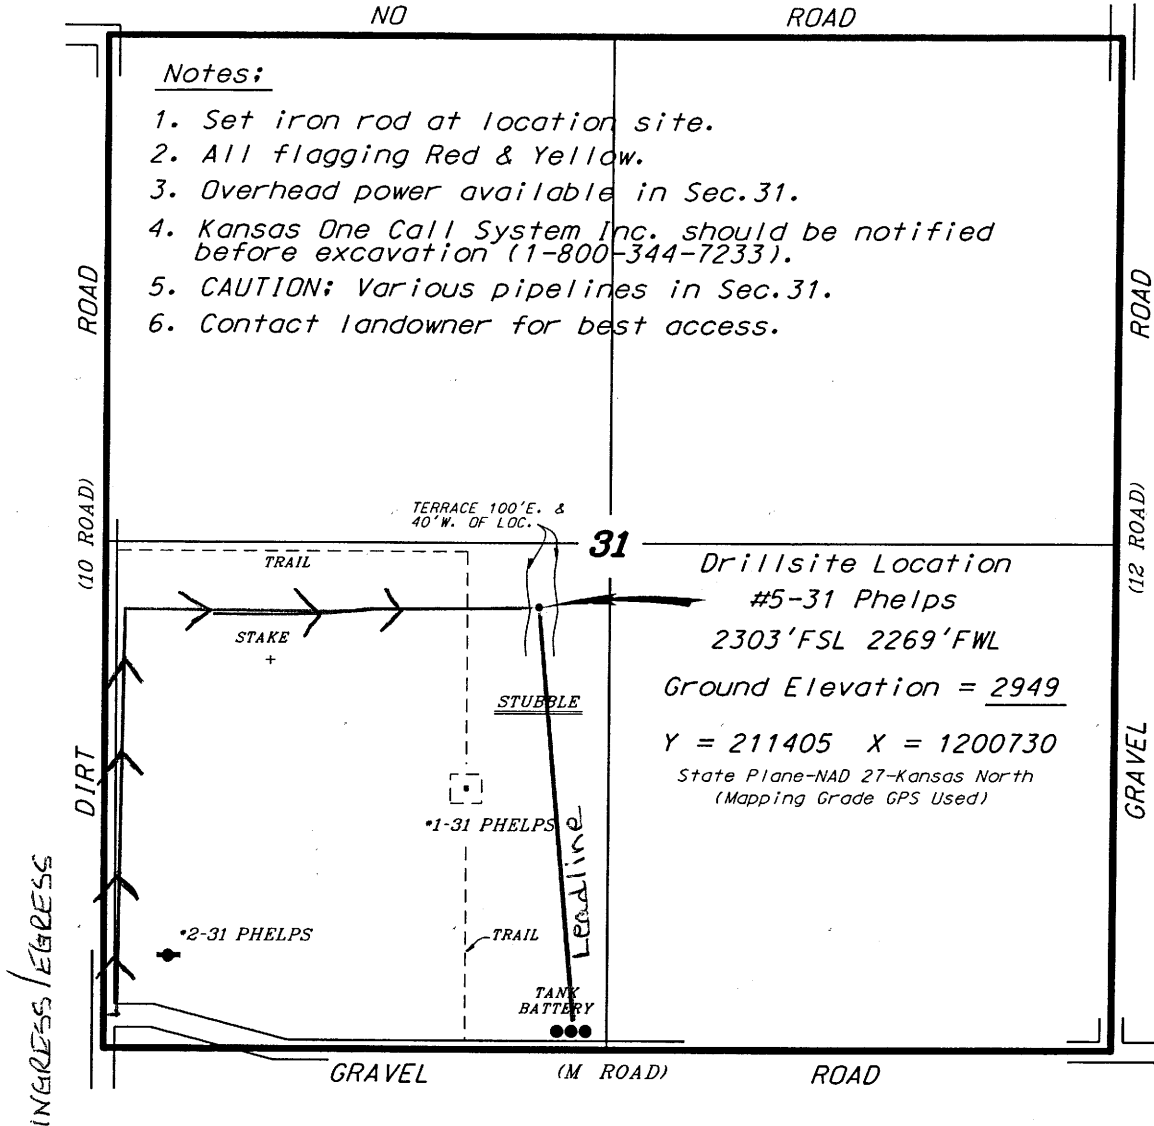 NO ROAD
Notes:
1. Set iron rod at location site.
2. All flagging Red & Yellow.
3. Overhead power available in Sec.31.
4. Kansas One Call System Inc. should be notified
before excavation (1-800-344-7233).
5. CAUTION: Various pipelines in Sec.31.
6. Contact landowner for best access.
ROAD
ROAD
(10 ROAD)
(12 ROAD)
TERRACE 100'E. &
40'W. OF LOC.
31
TRAIL
Drillsite Location
#5-31 Phelps
2303'FSL 2269'FWL
STAKE
+
Ground Elevation = 2949
STUBBLE
Y = 211405 X = 1200730
State Plane-NAD 27-Kansas North
(Mapping Grade GPS Used)
DIRT
GRAVEL
*1-31 PHELPS
Leadline
INGRESS/EGRESS
*2-31 PHELPS
TRAIL
TANK
BATTERY
GRAVEL (M ROAD) ROAD